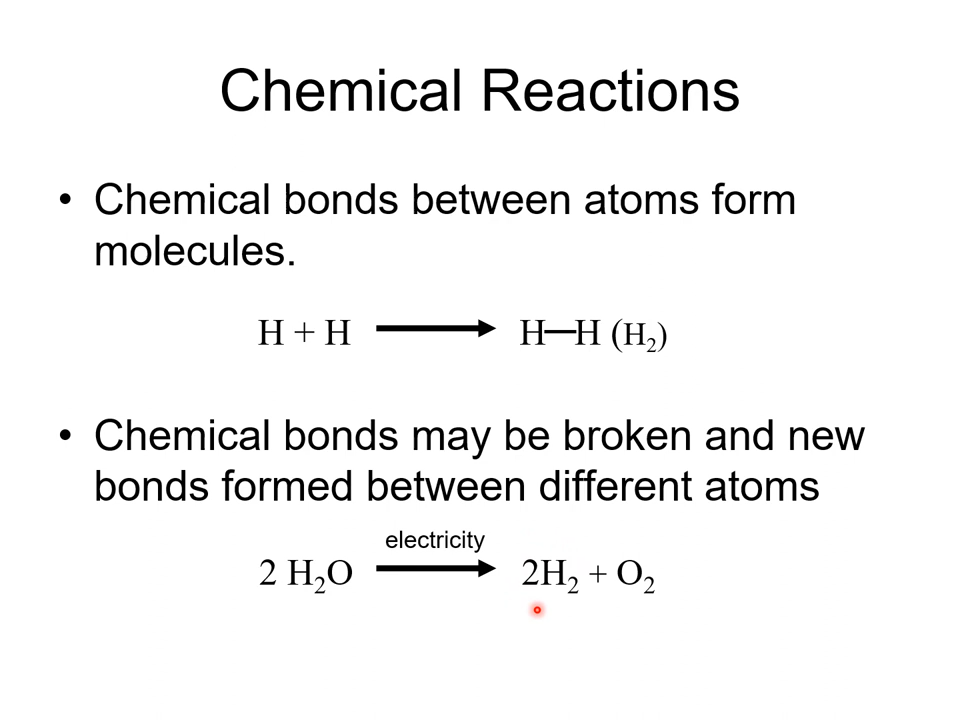 Chemical Reactions
• Chemical bonds between atoms form
molecules.
H + H ⟶ H—H (H₂)
• Chemical bonds may be broken and new
bonds formed between different atoms
electricity
2 H₂O ⟶ 2H₂ + O₂